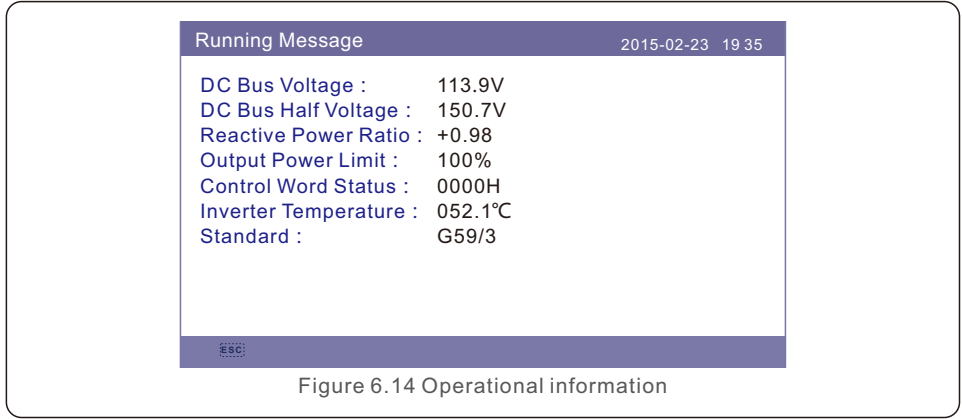 Running Message 2015-02-23 19 35
DC Bus Voltage : 113.9V
DC Bus Half Voltage : 150.7V
Reactive Power Ratio : +0.98
Output Power Limit : 100%
Control Word Status : 0000H
Inverter Temperature : 052.1℃
Standard : G59/3
ESC
Figure 6.14 Operational information